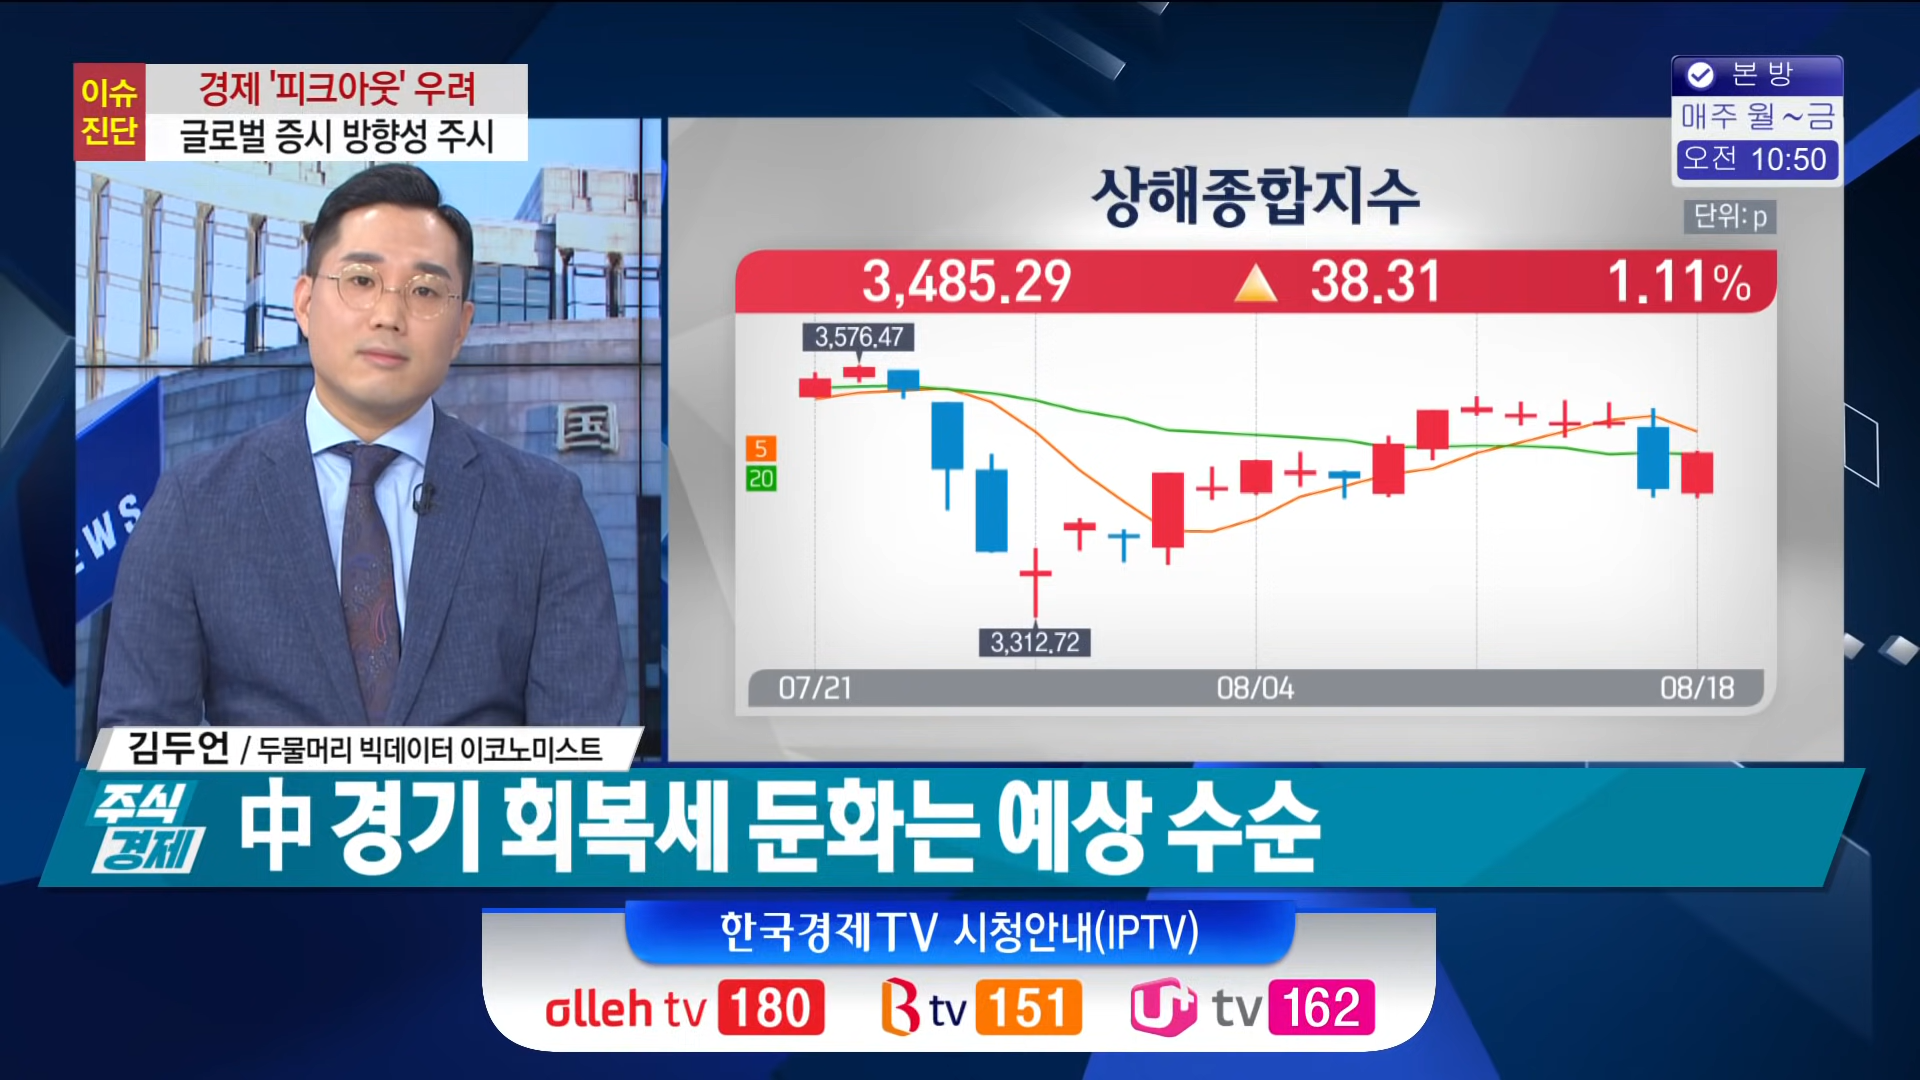 이슈
진단
경제 '피크아웃' 우려
글로벌 증시 방향성 주시
본 방
매주 월~금
오전 10:50
상해종합지수
단위:p
3,485.29 ▲ 38.31 1.11%
3,576.47
5
20
3,312.72
07/21 08/04 08/18
国
EWS
김두언 / 두물머리 빅데이터 이코노미스트
주식
경제
中 경기 회복세 둔화는 예상 수순
한국경제TV 시청안내(IPTV)
olleh tv 180 B tv 151 U+ tv 162